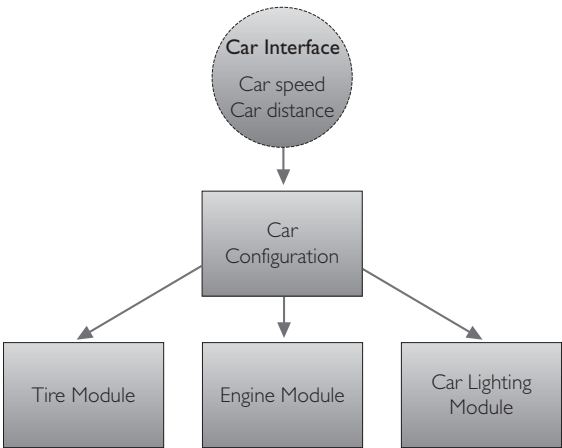 Car Interface
Car speed
Car distance
Car
Configuration
Tire Module
Engine Module
Car Lighting
Module